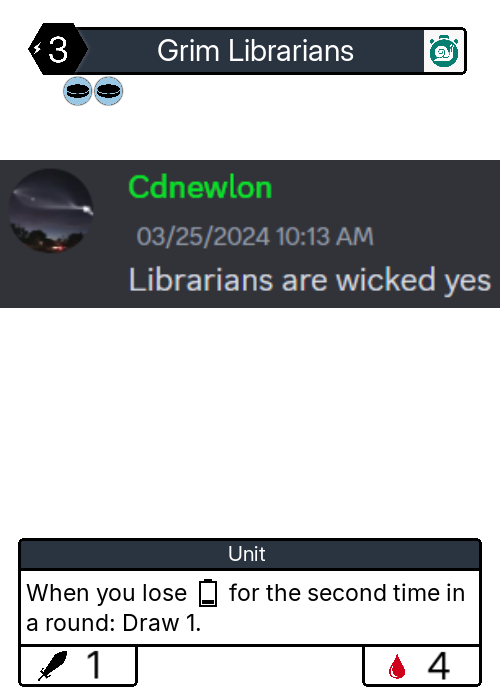 3
Grim Librarians
Cdnewlon
03/25/2024 10:13 AM
Librarians are wicked yes
Unit
When you lose for the second time in
a round: Draw 1.
1
4